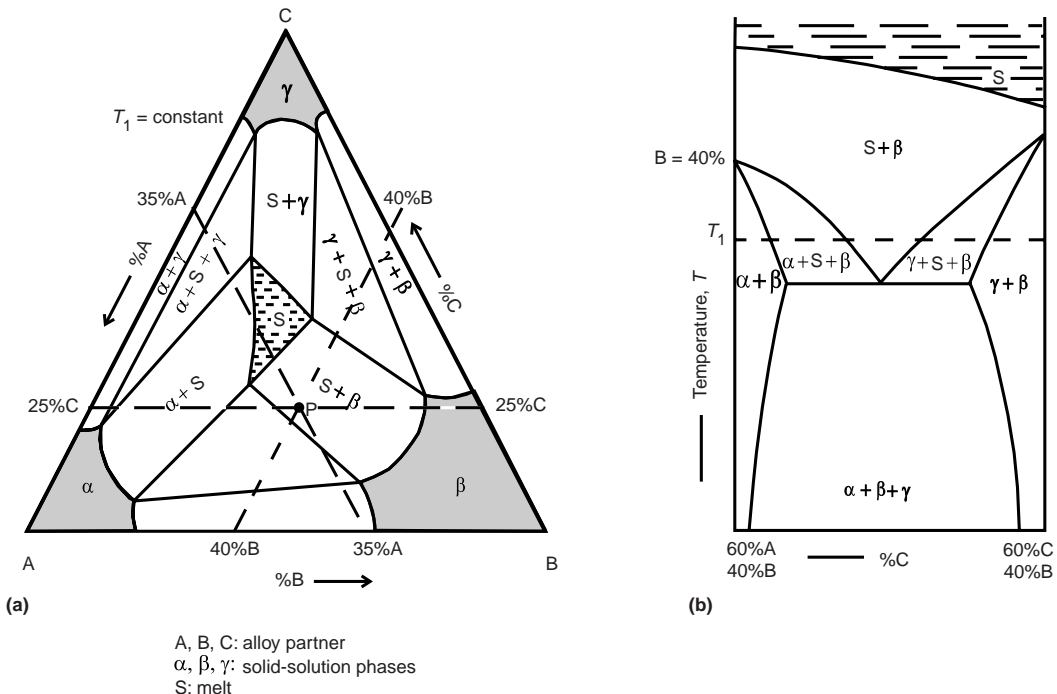 C
γ
T1 = constant
35%A
40%B
S+γ
%A
%C
α+γ
α+S+γ
γ+S+β
γ+β
S
α+S
S+β
25%C
P
25%C
α
β
A
40%B
35%A
B
%B
(a)
A, B, C: alloy partner
α, β, γ: solid-solution phases
S: melt
S
S+β
B = 40%
T1
α+β
α+S+β
γ+S+β
γ+β
Temperature, T
α+β+γ
60%A
40%B
%C
60%C
40%B
(b)